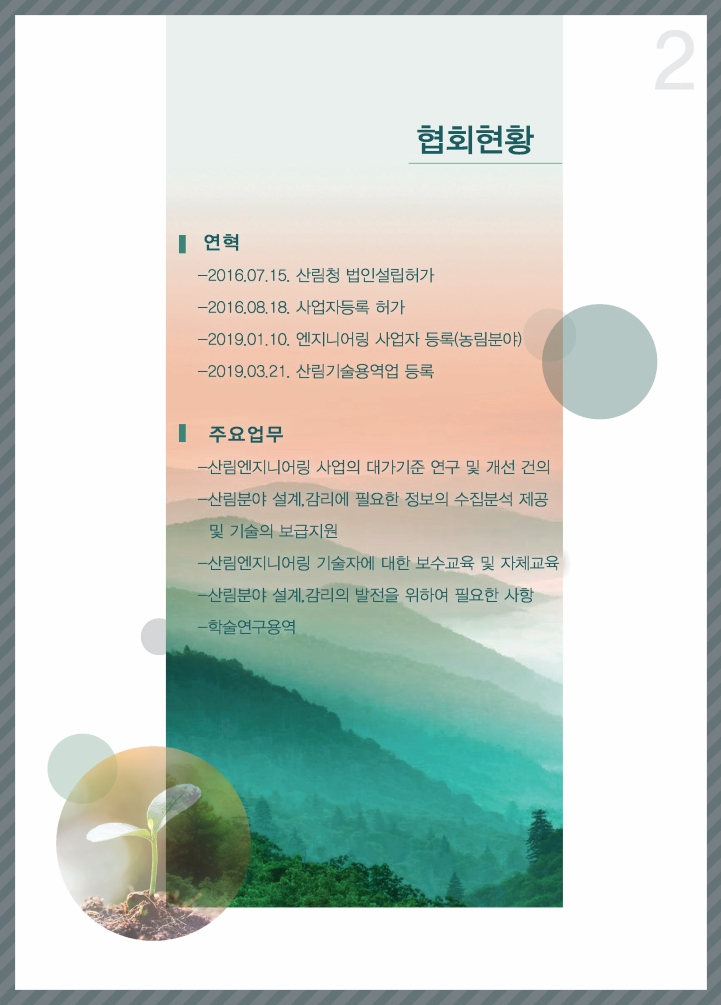 2
협회현황
연혁
-2016.07.15. 산림청 법인설립허가
-2016.08.18. 사업자등록 허가
-2019.01.10. 엔지니어링 사업자 등록(농림분야)
-2019.03.21. 산림기술용역업 등록
주요업무
-산림엔지니어링 사업의 대가기준 연구 및 개선 건의
-산림분야 설계,감리에 필요한 정보의 수집분석 제공
및 기술의 보급지원
-산림엔지니어링 기술자에 대한 보수교육 및 자체교육
-산림분야 설계,감리의 발전을 위하여 필요한 사항
-학술연구용역